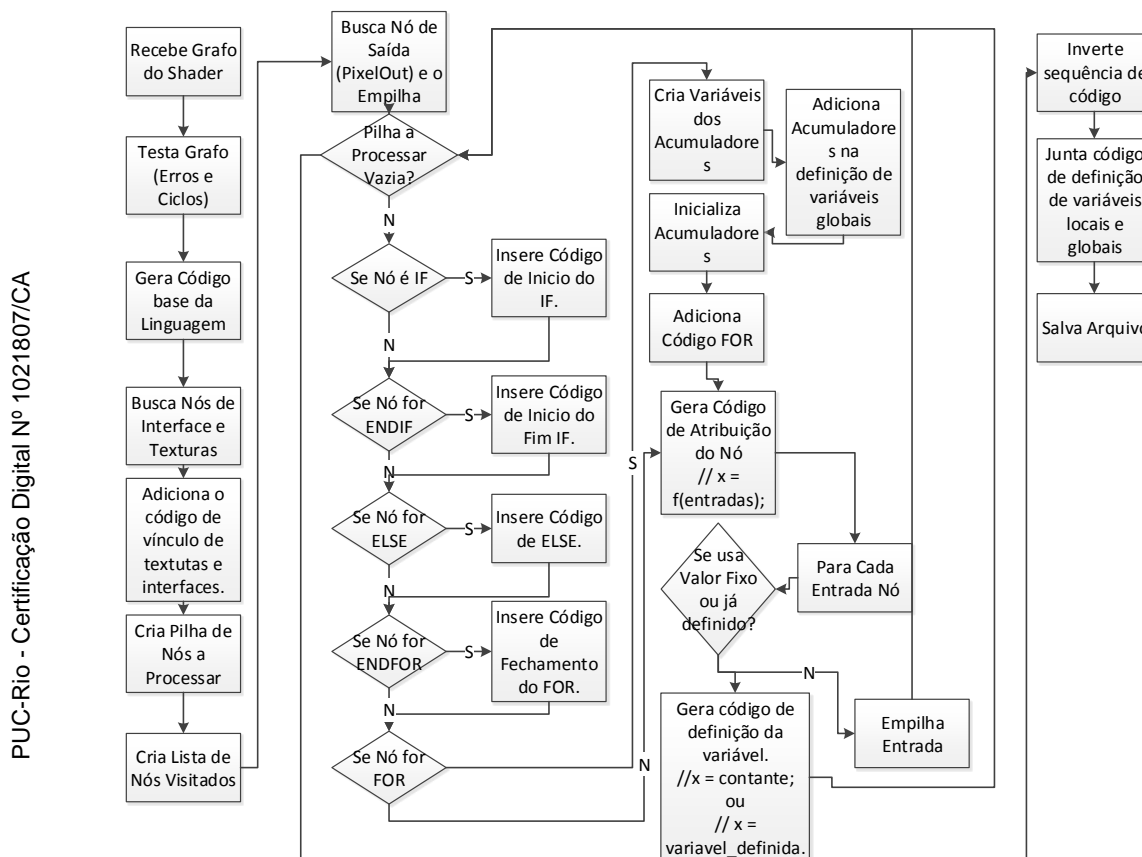 PUC-Rio - Certificação Digital Nº 1021807/CA
Recebe Grafo
do Shader
Testa Grafo
(Erros e
Ciclos)
Gera Código
base da
Linguagem
Busca Nós de
Interface e
Texturas
Adiciona o
código de
vínculo de
textutas e
interfaces.
Cria Pilha de
Nós a
Processar
Cria Lista de
Nós Visitados
Busca Nó de
Saída
(PixelOut) e o
Empilha
Pilha a
Processar
Vazia?
N
Se Nó é IF
S
Insere Código
de Inicio do
IF.
N
Se Nó for
ENDIF
S
Insere Código
de Inicio do
Fim IF.
N
Se Nó for
ELSE
S
Insere Código
de ELSE.
N
Se Nó for
ENDFOR
S
Insere Código
de
Fechamento
do FOR.
N
Se Nó for
FOR
S
N
Cria Variáveis
dos
Acumuladore
s
Adiciona
Acumuladore
s na
definição de
variáveis
globais
Inicializa
Acumuladore
s
Adiciona
Código FOR
Gera Código
de Atribuição
do Nó
// x =
f(entradas);
Para Cada
Entrada Nó
Se usa
Valor Fixo
ou já
definido?
N
Empilha
Entrada
Gera código de
definição da
variável.
//x = contante;
ou
// x =
variavel_definida.
Inverte
sequência de
código
Junta código
de definição
de variáveis
locais e
globais
Salva Arquivo